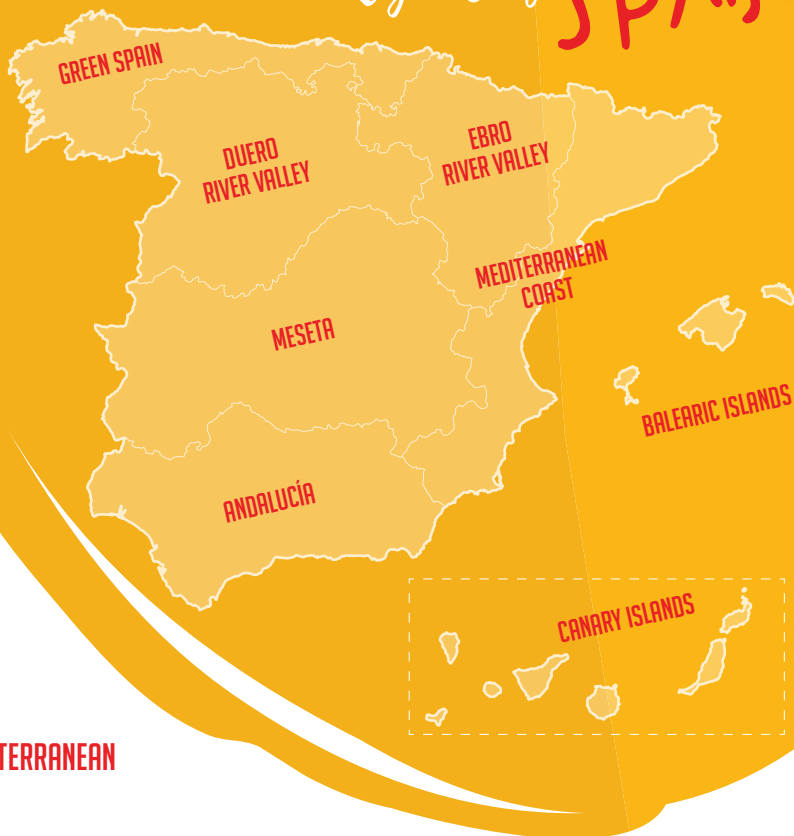 GREEN SPAIN
DUERO
RIVER VALLEY
EBRO
RIVER VALLEY
MEDITERRANEAN
COAST
MESETA
BALEARIC ISLANDS
ANDALUCÍA
CANARY ISLANDS
TERRANEAN